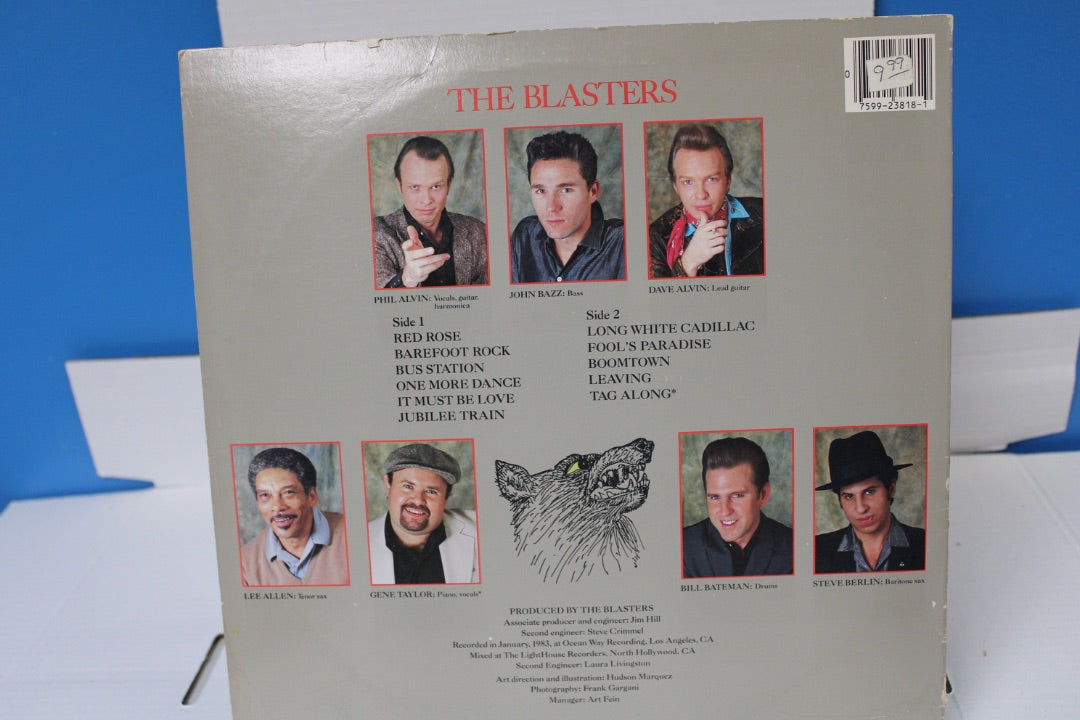 THE BLASTERS
9.99
0
7599-23818-1
PHIL ALVIN: Vocals, guitar,
harmonica
JOHN BAZZ: Bass
DAVE ALVIN: Lead guitar
Side 1
RED ROSE
BAREFOOT ROCK
BUS STATION
ONE MORE DANCE
IT MUST BE LOVE
JUBILEE TRAIN
Side 2
LONG WHITE CADILLAC
FOOL'S PARADISE
BOOMTOWN
LEAVING
TAG ALONG*
LEE ALLEN: Tenor sax
GENE TAYLOR: Piano, vocals*
BILL BATEMAN: Drums
STEVE BERLIN: Baritone sax
PRODUCED BY THE BLASTERS
Associate producer and engineer: Jim Hill
Second engineer: Steve Crimmel
Recorded in January, 1983, at Ocean Way Recording, Los Angeles, CA
Mixed at The LightHouse Recorders, North Hollywood, CA
Second Engineer: Laura Livingston
Art direction and illustration: Hudson Marquez
Photography: Frank Gargani
Manager: Art Fein